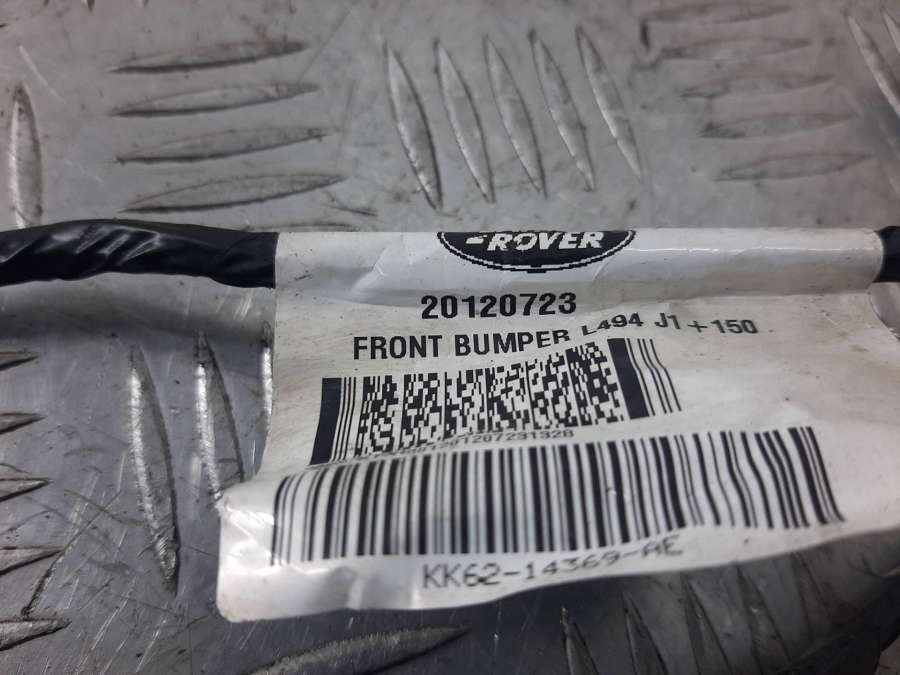 -ROVER
20120723
FRONT BUMPER L494 J1+150
KK62-14369-AE